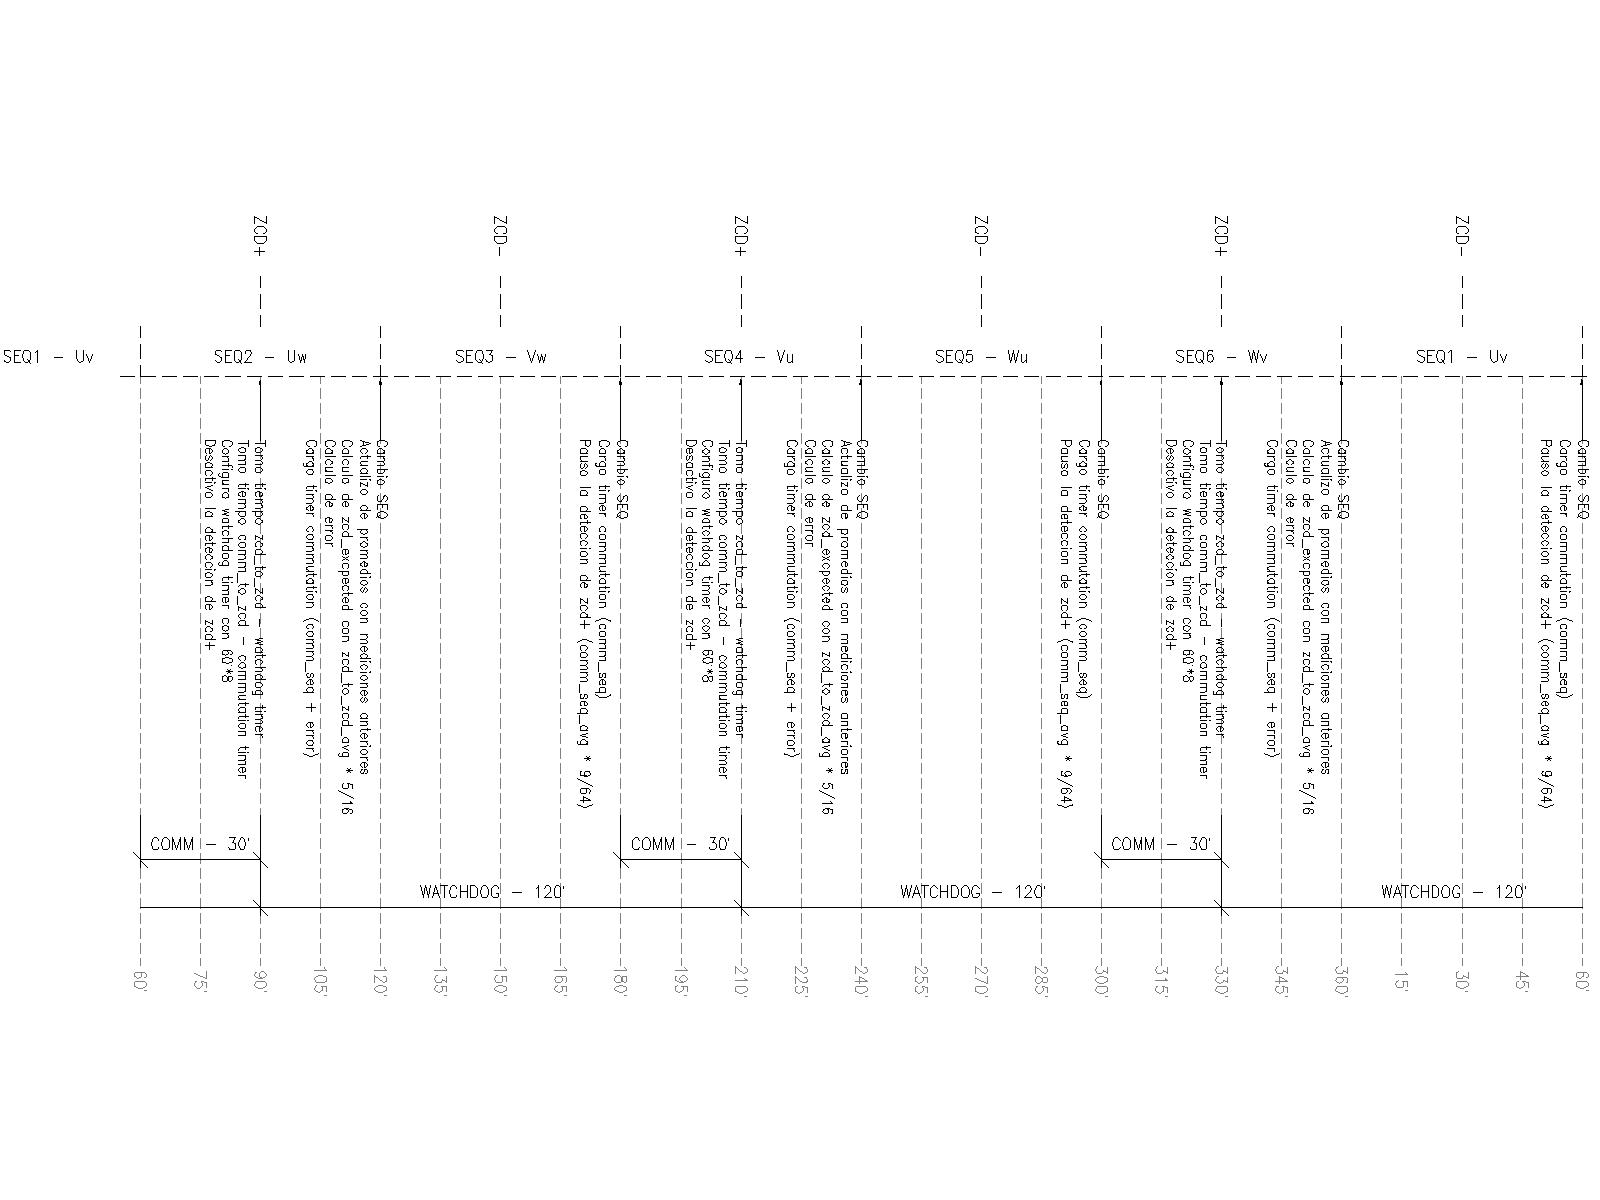 Cambio SEQ
60'
Cargo timer commutation (comm_seq)
Pauso la deteccion de zcd+ (comm_seq_avg * 9/64)
45'
SEQ1 - Uv
WATCHDOG - 120'
ZCD-
30'
15'
Cambio SEQ
360'
Actualizo de promedios con mediciones anteriores
Calculo de zcd_excpected con zcd_to_zcd_avg * 5/16
Calculo de error
345'
Cargo timer commutation (comm_seq + error)
SEQ6 - Wv
ZCD+
Tomo tiempo zcd_to_zcd - watchdog timer
330'
Tomo tiempo comm_to_zcd - commutation timer
Configuro watchdog timer con 60'*8
Desactivo la deteccion de zcd+
COMM - 30'
315'
Cambio SEQ
300'
Cargo timer commutation (comm_seq)
Pauso la deteccion de zcd+ (comm_seq_avg * 9/64)
285'
SEQ5 - Wu
WATCHDOG - 120'
ZCD-
270'
255'
Cambio SEQ
240'
Actualizo de promedios con mediciones anteriores
Calculo de zcd_excpected con zcd_to_zcd_avg * 5/16
Calculo de error
225'
Cargo timer commutation (comm_seq + error)
SEQ4 - Vu
ZCD+
Tomo tiempo zcd_to_zcd - watchdog timer
210'
Tomo tiempo comm_to_zcd - commutation timer
Configuro watchdog timer con 60'*8
Desactivo la deteccion de zcd+
COMM - 30'
195'
Cambio SEQ
180'
Cargo timer commutation (comm_seq)
Pauso la deteccion de zcd+ (comm_seq_avg * 9/64)
165'
SEQ3 - Vw
WATCHDOG - 120'
ZCD-
150'
135'
Cambio SEQ
120'
Actualizo de promedios con mediciones anteriores
Calculo de zcd_excpected con zcd_to_zcd_avg * 5/16
Calculo de error
105'
Cargo timer commutation (comm_seq + error)
SEQ2 - Uw
ZCD+
Tomo tiempo zcd_to_zcd - watchdog timer
90'
Tomo tiempo comm_to_zcd - commutation timer
Configuro watchdog timer con 60'*8
Desactivo la deteccion de zcd+
COMM - 30'
75'
60'
SEQ1 - Uv